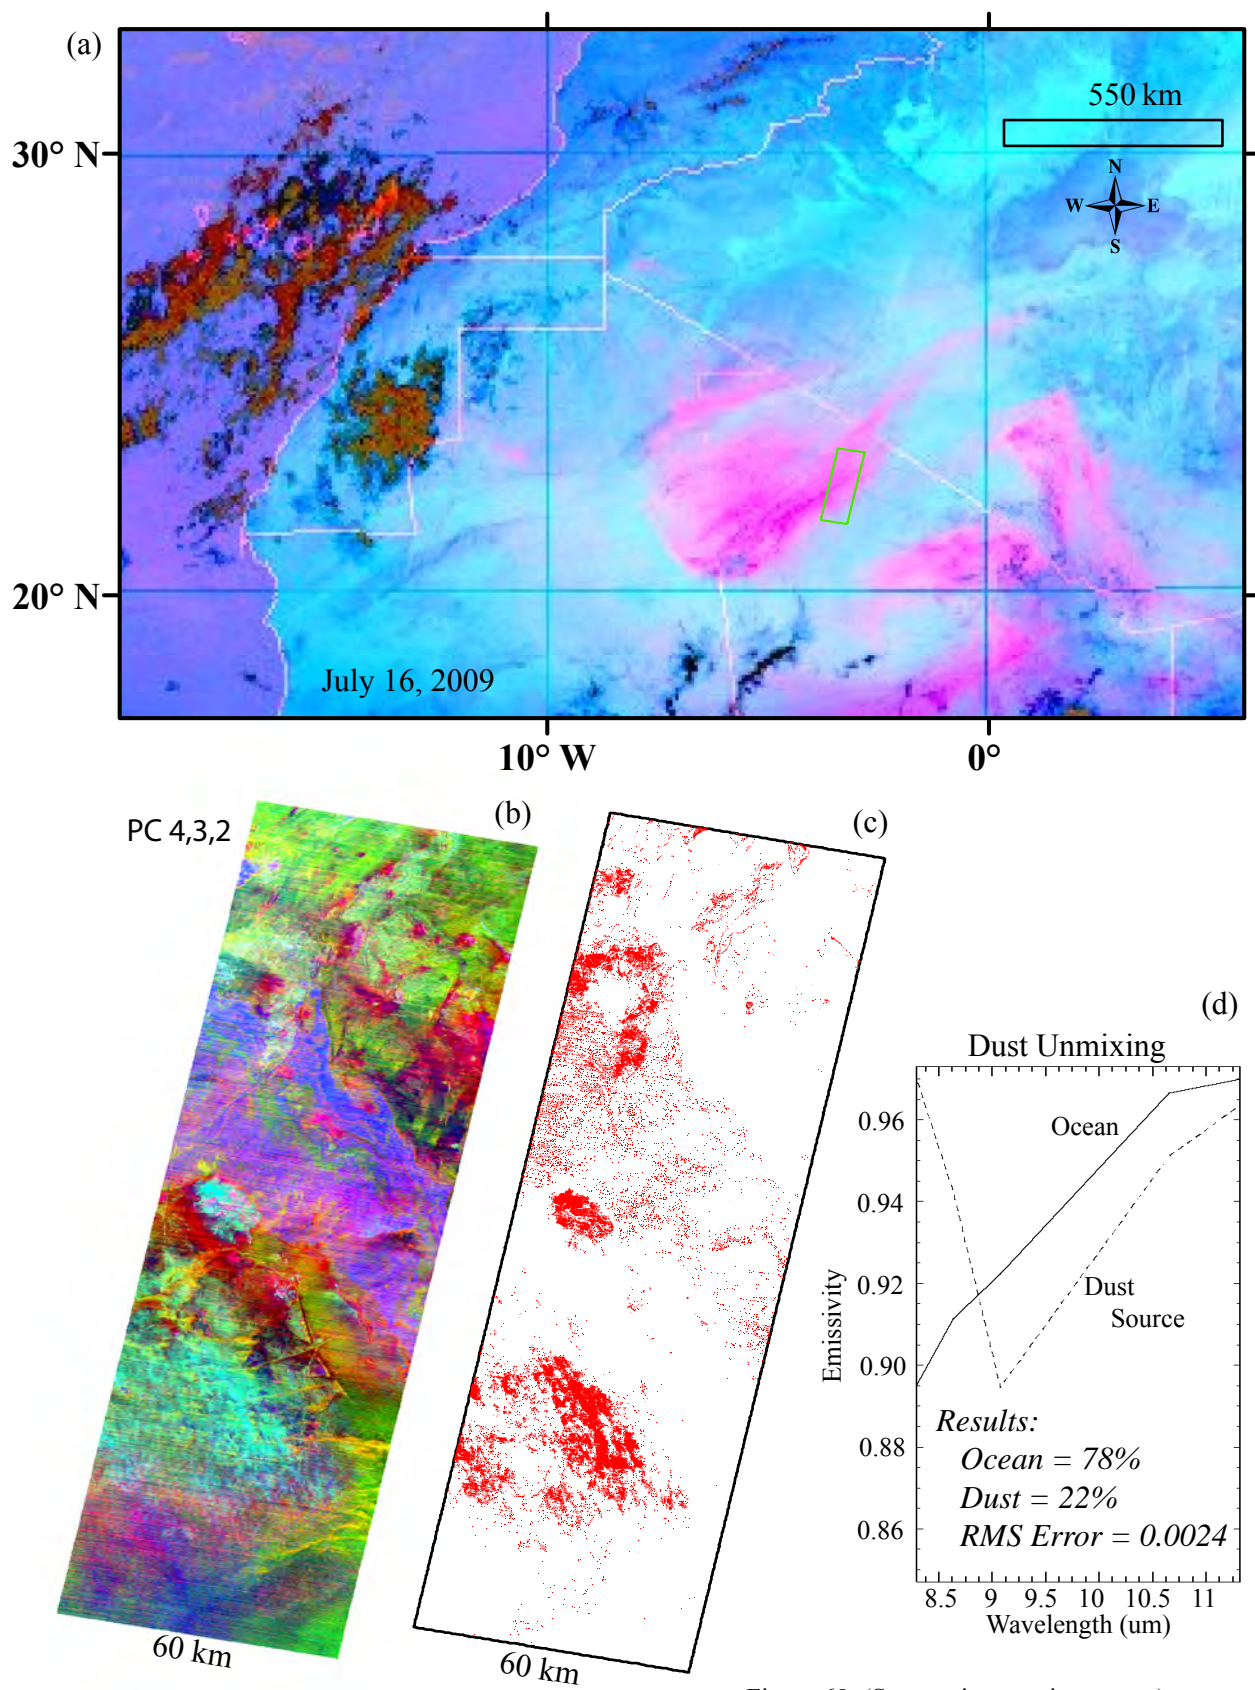 (a)
550 km
30° N
N
W E
S
20° N
July 16, 2009
10° W
0°
PC 4,3,2
(b)
(c)
(d)
60 km
60 km
Dust Unmixing
0.96
0.94
0.92
0.90
0.88
0.86
Emissivity
Ocean
Dust
Source
Results:
Ocean = 78%
Dust = 22%
RMS Error = 0.0024
8.5 9 9.5 10 10.5 11
Wavelength (um)